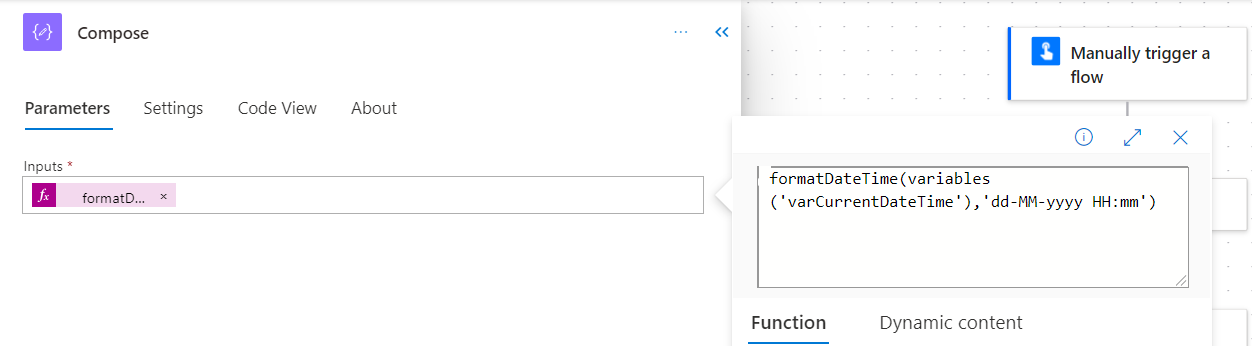 Compose
...
Parameters
Settings
Code View
About
Inputs *
fx
formatD...
×
Manually trigger a
flow
formatDateTime(variables
('varCurrentDateTime'),'dd-MM-yyyy HH:mm')
Function
Dynamic content